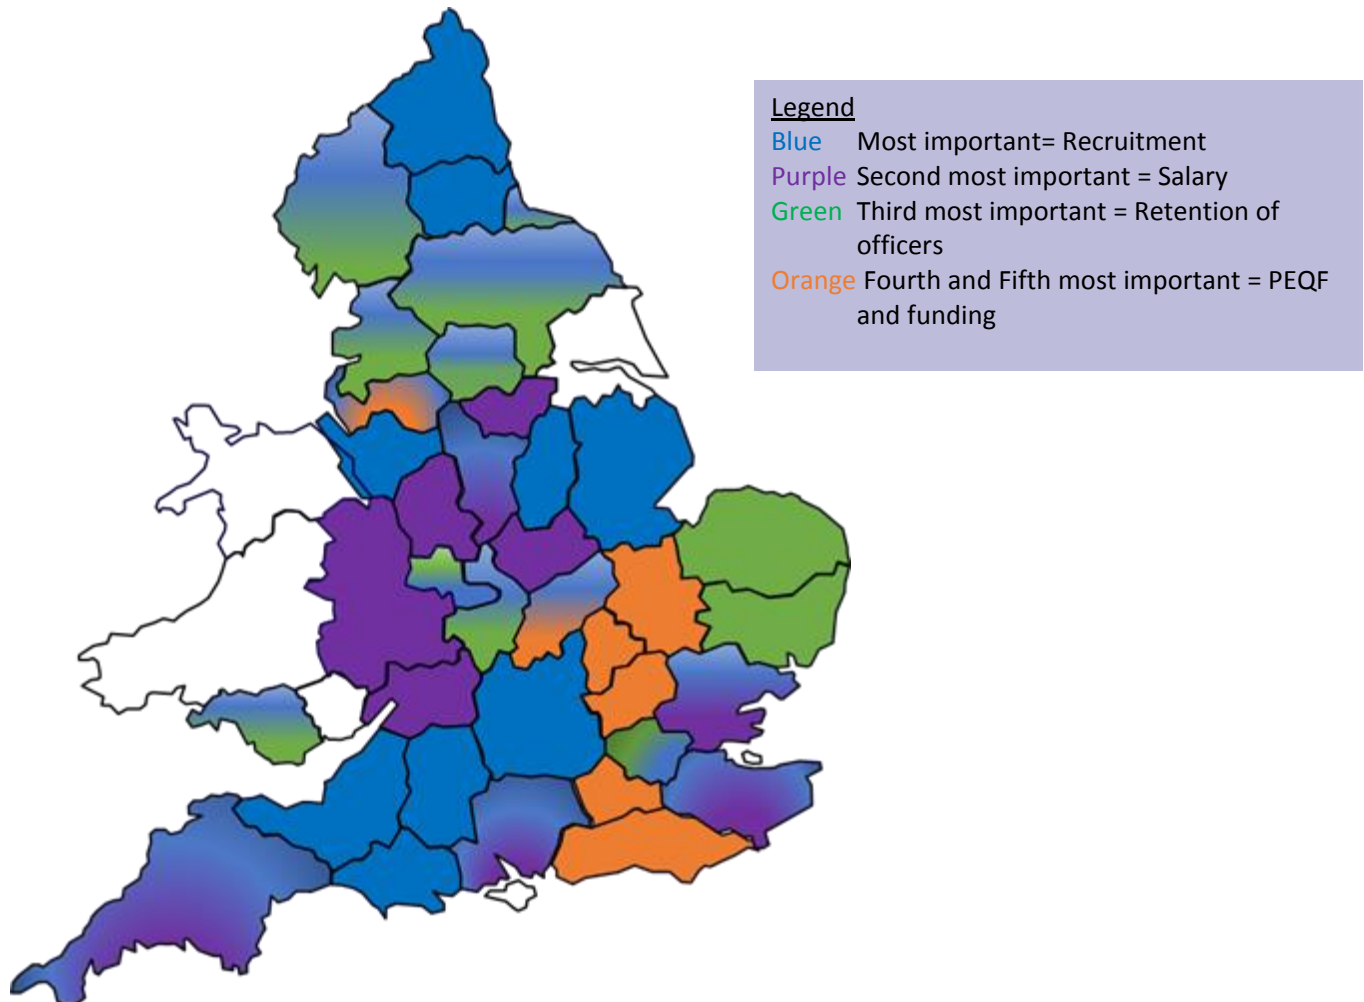 Legend
Blue Most important= Recruitment
Purple Second most important = Salary
Green Third most important = Retention of
officers
Orange Fourth and Fifth most important = PEQF
and funding